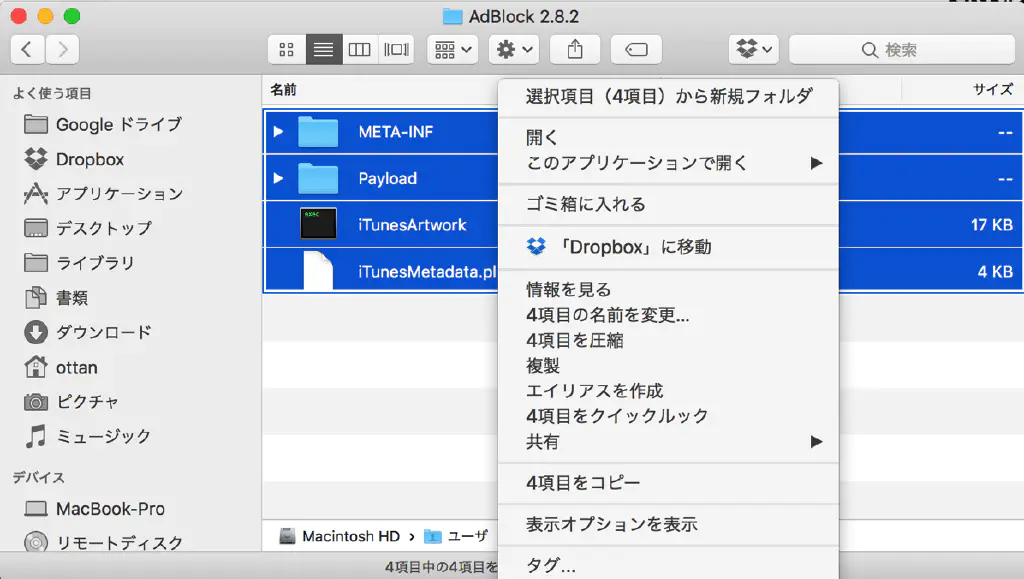 AdBlock 2.8.2
検索
よく使う項目
Google ドライブ
Dropbox
アプリケーション
デスクトップ
ライブラリ
書類
ダウンロード
ottan
ピクチャ
ミュージック
デバイス
MacBook-Pro
リモートディスク
名前
サイズ
META-INF
--
Payload
--
exec
iTunesArtwork
17 KB
iTunesMetadata.pl
4 KB
選択項目（4項目）から新規フォルダ
開く
このアプリケーションで開く
ゴミ箱に入れる
「Dropbox」に移動
情報を見る
4項目の名前を変更...
4項目を圧縮
複製
エイリアスを作成
4項目をクイックルック
共有
4項目をコピー
表示オプションを表示
タグ...
Macintosh HD › ユーザ
4項目中の4項目を